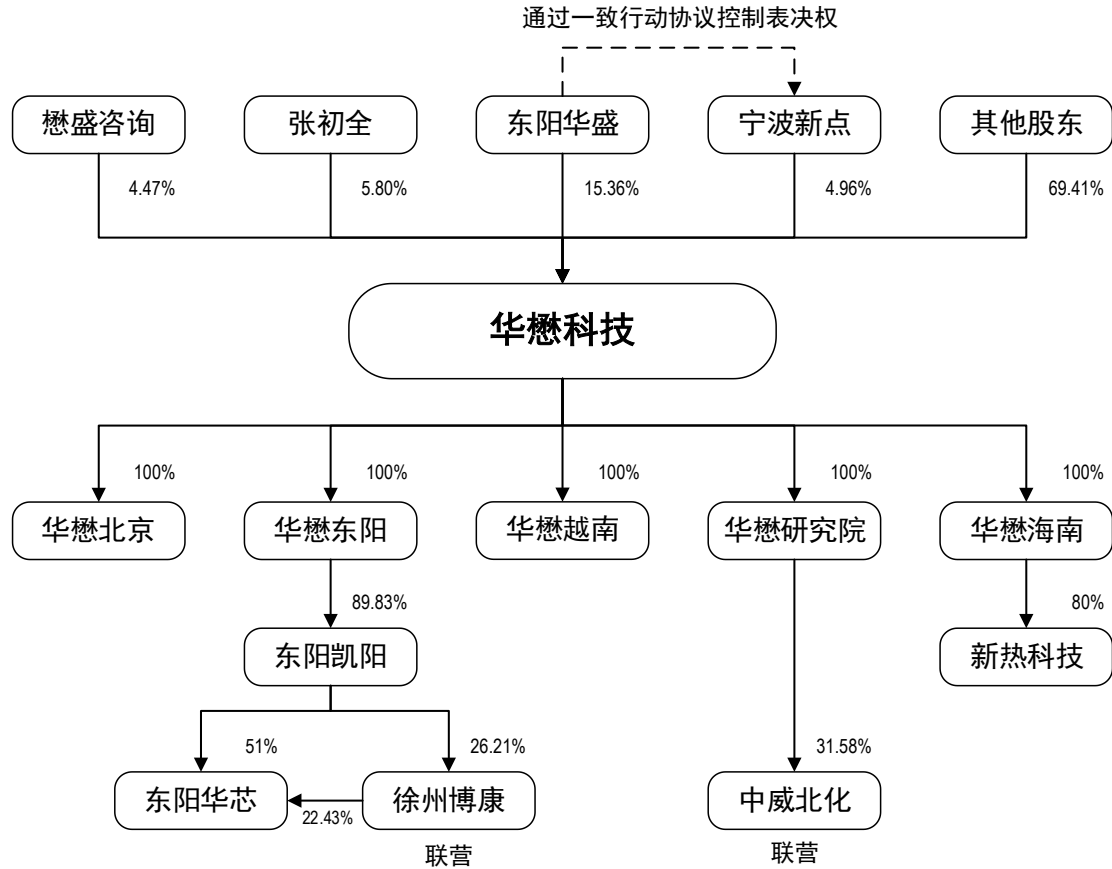 通过一致行动协议控制表决权
懋盛咨询
张初全
东阳华盛
宁波新点
其他股东
4.47%
5.80%
15.36%
4.96%
69.41%
华懋科技
100%
100%
100%
100%
100%
华懋北京
华懋东阳
华懋越南
华懋研究院
华懋海南
89.83%
80%
东阳凯阳
新热科技
51%
26.21%
31.58%
东阳华芯
22.43%
徐州博康
中威北化
联营
联营